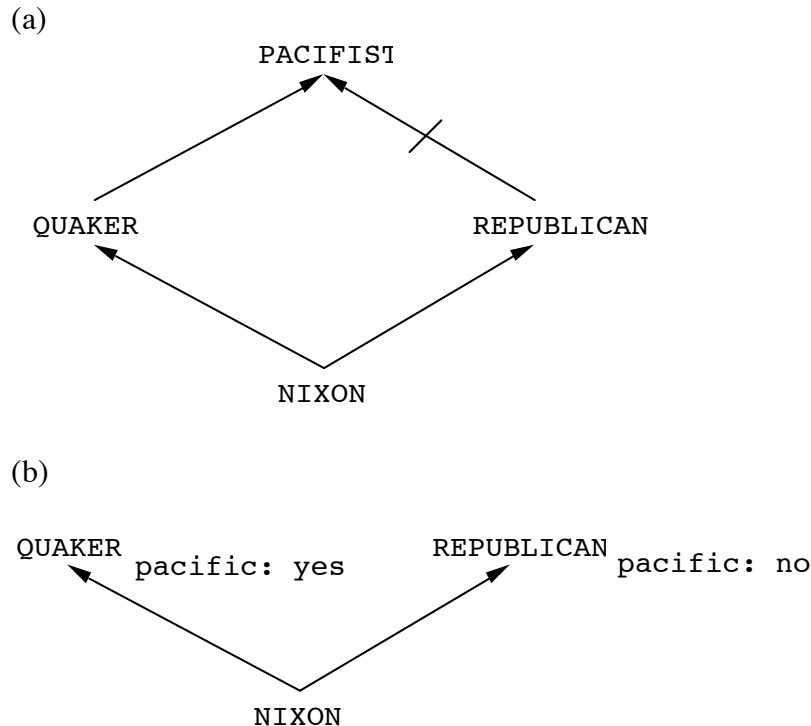 (a)
PACIFIST
QUAKER REPUBLICAN
NIXON
(b)
QUAKER pacific: yes REPUBLICAN pacific: no
NIXON